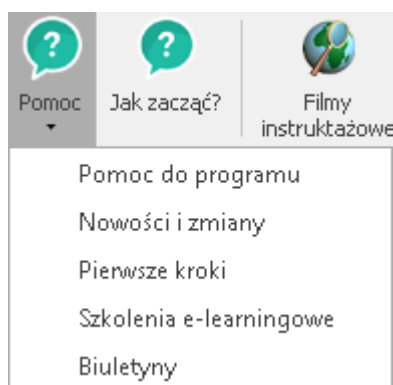 Pomoc
Jak zacząć?
Filmy
instruktażowe
Pomoc do programu
Nowości i zmiany
Pierwsze kroki
Szkolenia e-learningowe
Biuletyny